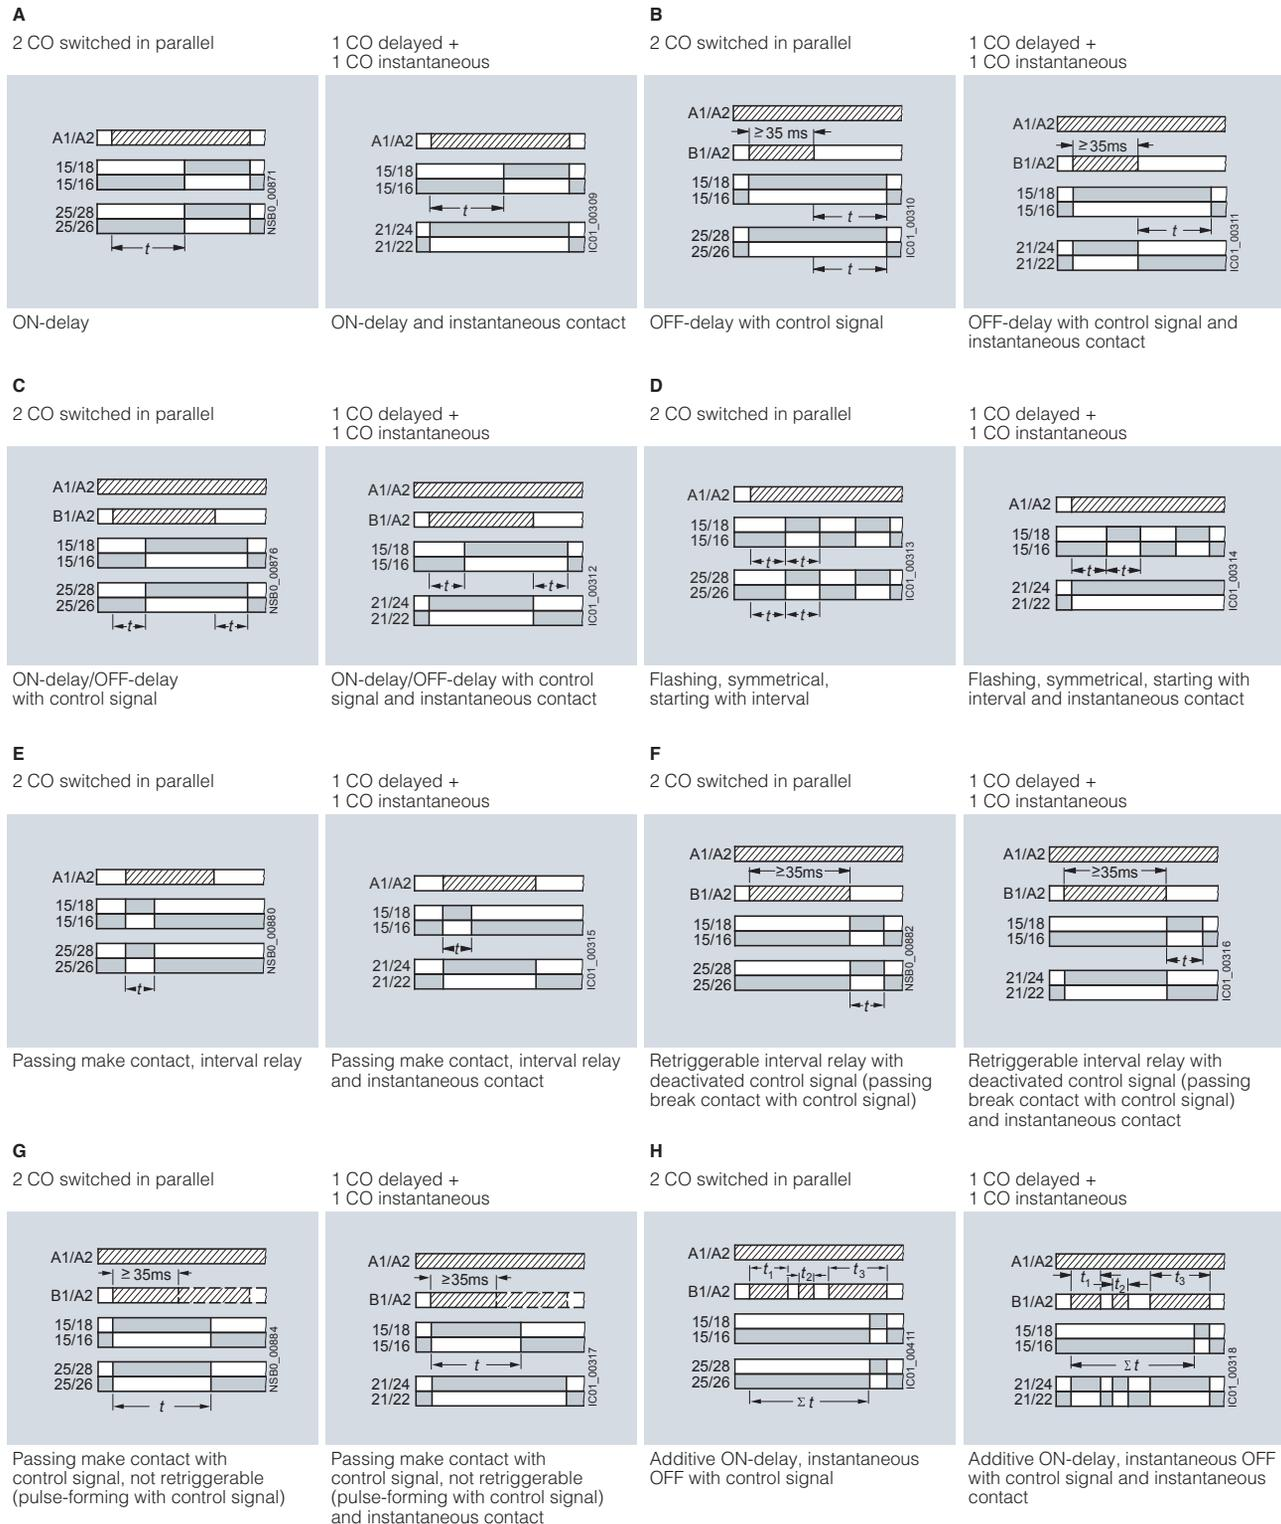 A
2 CO switched in parallel
1 CO delayed +
1 CO instantaneous
A1/A2
15/18
15/16
25/28
25/26
t
NSB0_00871
ON-delay
A1/A2
15/18
15/16
t
21/24
21/22
IC01_00309
ON-delay and instantaneous contact
B
2 CO switched in parallel
1 CO delayed +
1 CO instantaneous
A1/A2
≥35 ms
B1/A2
15/18
15/16
t
25/28
25/26
t
IC01_00310
OFF-delay with control signal
A1/A2
≥35ms
B1/A2
15/18
15/16
t
21/24
21/22
IC01_00311
OFF-delay with control signal and
instantaneous contact
C
2 CO switched in parallel
1 CO delayed +
1 CO instantaneous
A1/A2
B1/A2
15/18
15/16
25/28
25/26
t
t
NSB0_00876
ON-delay/OFF-delay
with control signal
A1/A2
B1/A2
15/18
15/16
t
t
21/24
21/22
IC01_00312
ON-delay/OFF-delay with control
signal and instantaneous contact
D
2 CO switched in parallel
1 CO delayed +
1 CO instantaneous
A1/A2
15/18
15/16
t
t
25/28
25/26
t
t
IC01_00313
Flashing, symmetrical,
starting with interval
A1/A2
15/18
15/16
t
t
21/24
21/22
IC01_00314
Flashing, symmetrical, starting with
interval and instantaneous contact
E
2 CO switched in parallel
1 CO delayed +
1 CO instantaneous
A1/A2
15/18
15/16
25/28
25/26
t
NSB0_00880
Passing make contact, interval relay
A1/A2
15/18
15/16
t
21/24
21/22
IC01_00315
Passing make contact, interval relay
and instantaneous contact
F
2 CO switched in parallel
1 CO delayed +
1 CO instantaneous
A1/A2
≥35ms
B1/A2
15/18
15/16
25/28
25/26
t
NSB0_00882
Retriggerable interval relay with
deactivated control signal (passing
break contact with control signal)
A1/A2
≥35ms
B1/A2
15/18
15/16
t
21/24
21/22
IC01_00316
Retriggerable interval relay with
deactivated control signal (passing
break contact with control signal)
and instantaneous contact
G
2 CO switched in parallel
1 CO delayed +
1 CO instantaneous
A1/A2
≥ 35ms
B1/A2
15/18
15/16
25/28
25/26
t
NSB0_00884
Passing make contact with
control signal, not retriggerable
(pulse-forming with control signal)
A1/A2
≥35ms
B1/A2
15/18
15/16
t
21/24
21/22
IC01_00317
Passing make contact with
control signal, not retriggerable
(pulse-forming with control signal)
and instantaneous contact
H
2 CO switched in parallel
1 CO delayed +
1 CO instantaneous
A1/A2
t1 t2 t3
B1/A2
15/18
15/16
25/28
25/26
Σ t
IC01_00411
Additive ON-delay, instantaneous
OFF with control signal
A1/A2
t1 t2 t3
B1/A2
15/18
15/16
Σ t
21/24
21/22
IC01_00318
Additive ON-delay, instantaneous OFF
with control signal and instantaneous
contact